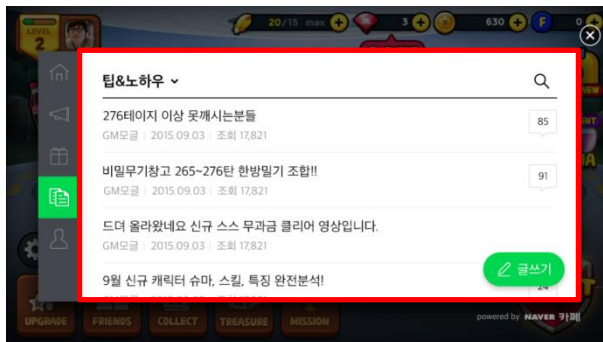 LEVEL
2
20/15 max
3
630
F
0
팁&노하우
276테이지 이상 못깨시는분들
GM모글 | 2015.09.03 | 조회 17,821
85
비밀무기창고 265~276탄 한방밀기 조합!!
GM모글 | 2015.09.03 | 조회 17,821
91
드뎌 올라왔네요 신규 스스 무과금 클리어 영상입니다.
GM모글 | 2015.09.03 | 조회 17,821
9월 신규 캐릭터 슈마, 스킬, 특징 완전분석!
24
글쓰기
UPGRADE
FRIENDS
COLLECT
TREASURE
MISSION
powered by NAVER 카페